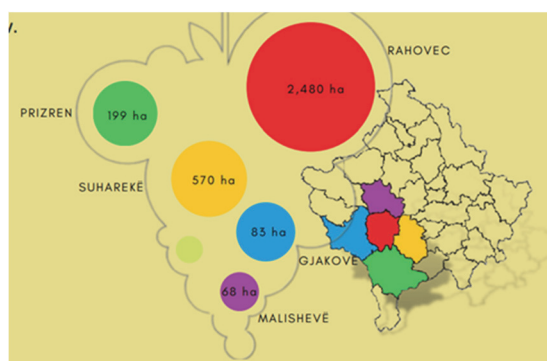 v.
RAHOVEC
2,480 ha
PRIZREN
199 ha
SUHAREKË
570 ha
83 ha
GJAKOVË
68 ha
MALISHEVË